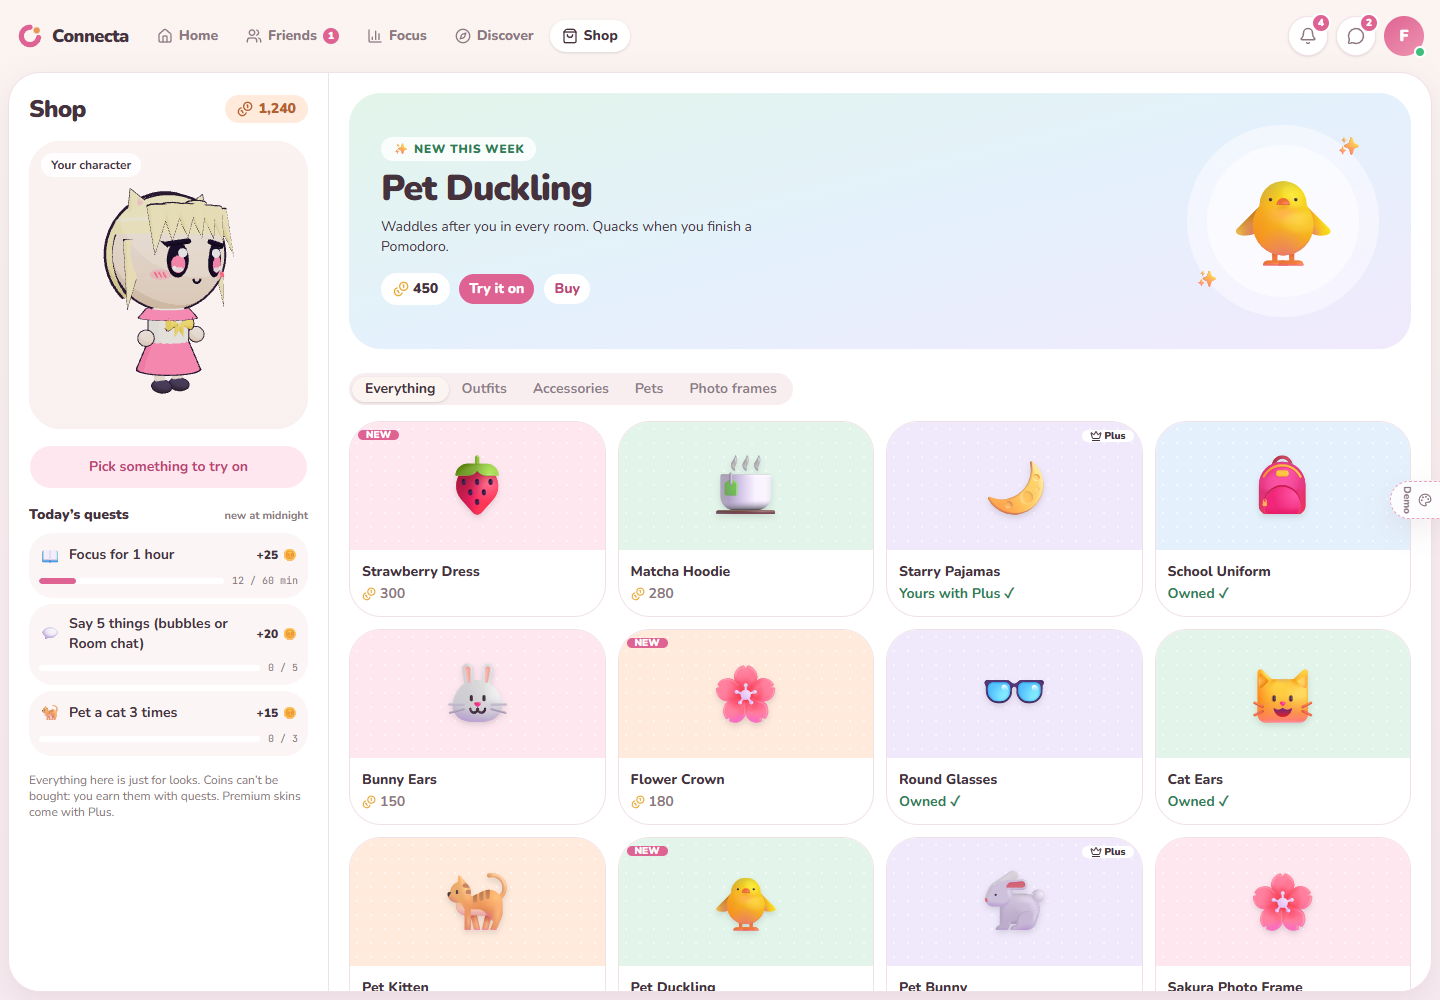 Connecta
Home
Friends 1
Focus
Discover
Shop
4
2
F
Shop
1,240
Your character
Pick something to try on
Today's quests
new at midnight
Focus for 1 hour
+25
12 / 60 min
Say 5 things (bubbles or
Room chat)
+20
0 / 5
Pet a cat 3 times
+15
0 / 3
Everything here is just for looks. Coins can't be
bought: you earn them with quests. Premium skins
come with Plus.
NEW THIS WEEK
Pet Duckling
Waddles after you in every room. Quacks when you finish a
Pomodoro.
450
Try it on
Buy
Everything
Outfits
Accessories
Pets
Photo frames
NEW
Strawberry Dress
300
Matcha Hoodie
280
Plus
Starry Pajamas
Yours with Plus ✓
School Uniform
Owned ✓
Demo
Bunny Ears
150
NEW
Flower Crown
180
Round Glasses
Owned ✓
Cat Ears
Owned ✓
Pet Kitten
NEW
Pet Duckling
Plus
Pet Bunny
Sakura Photo Frame